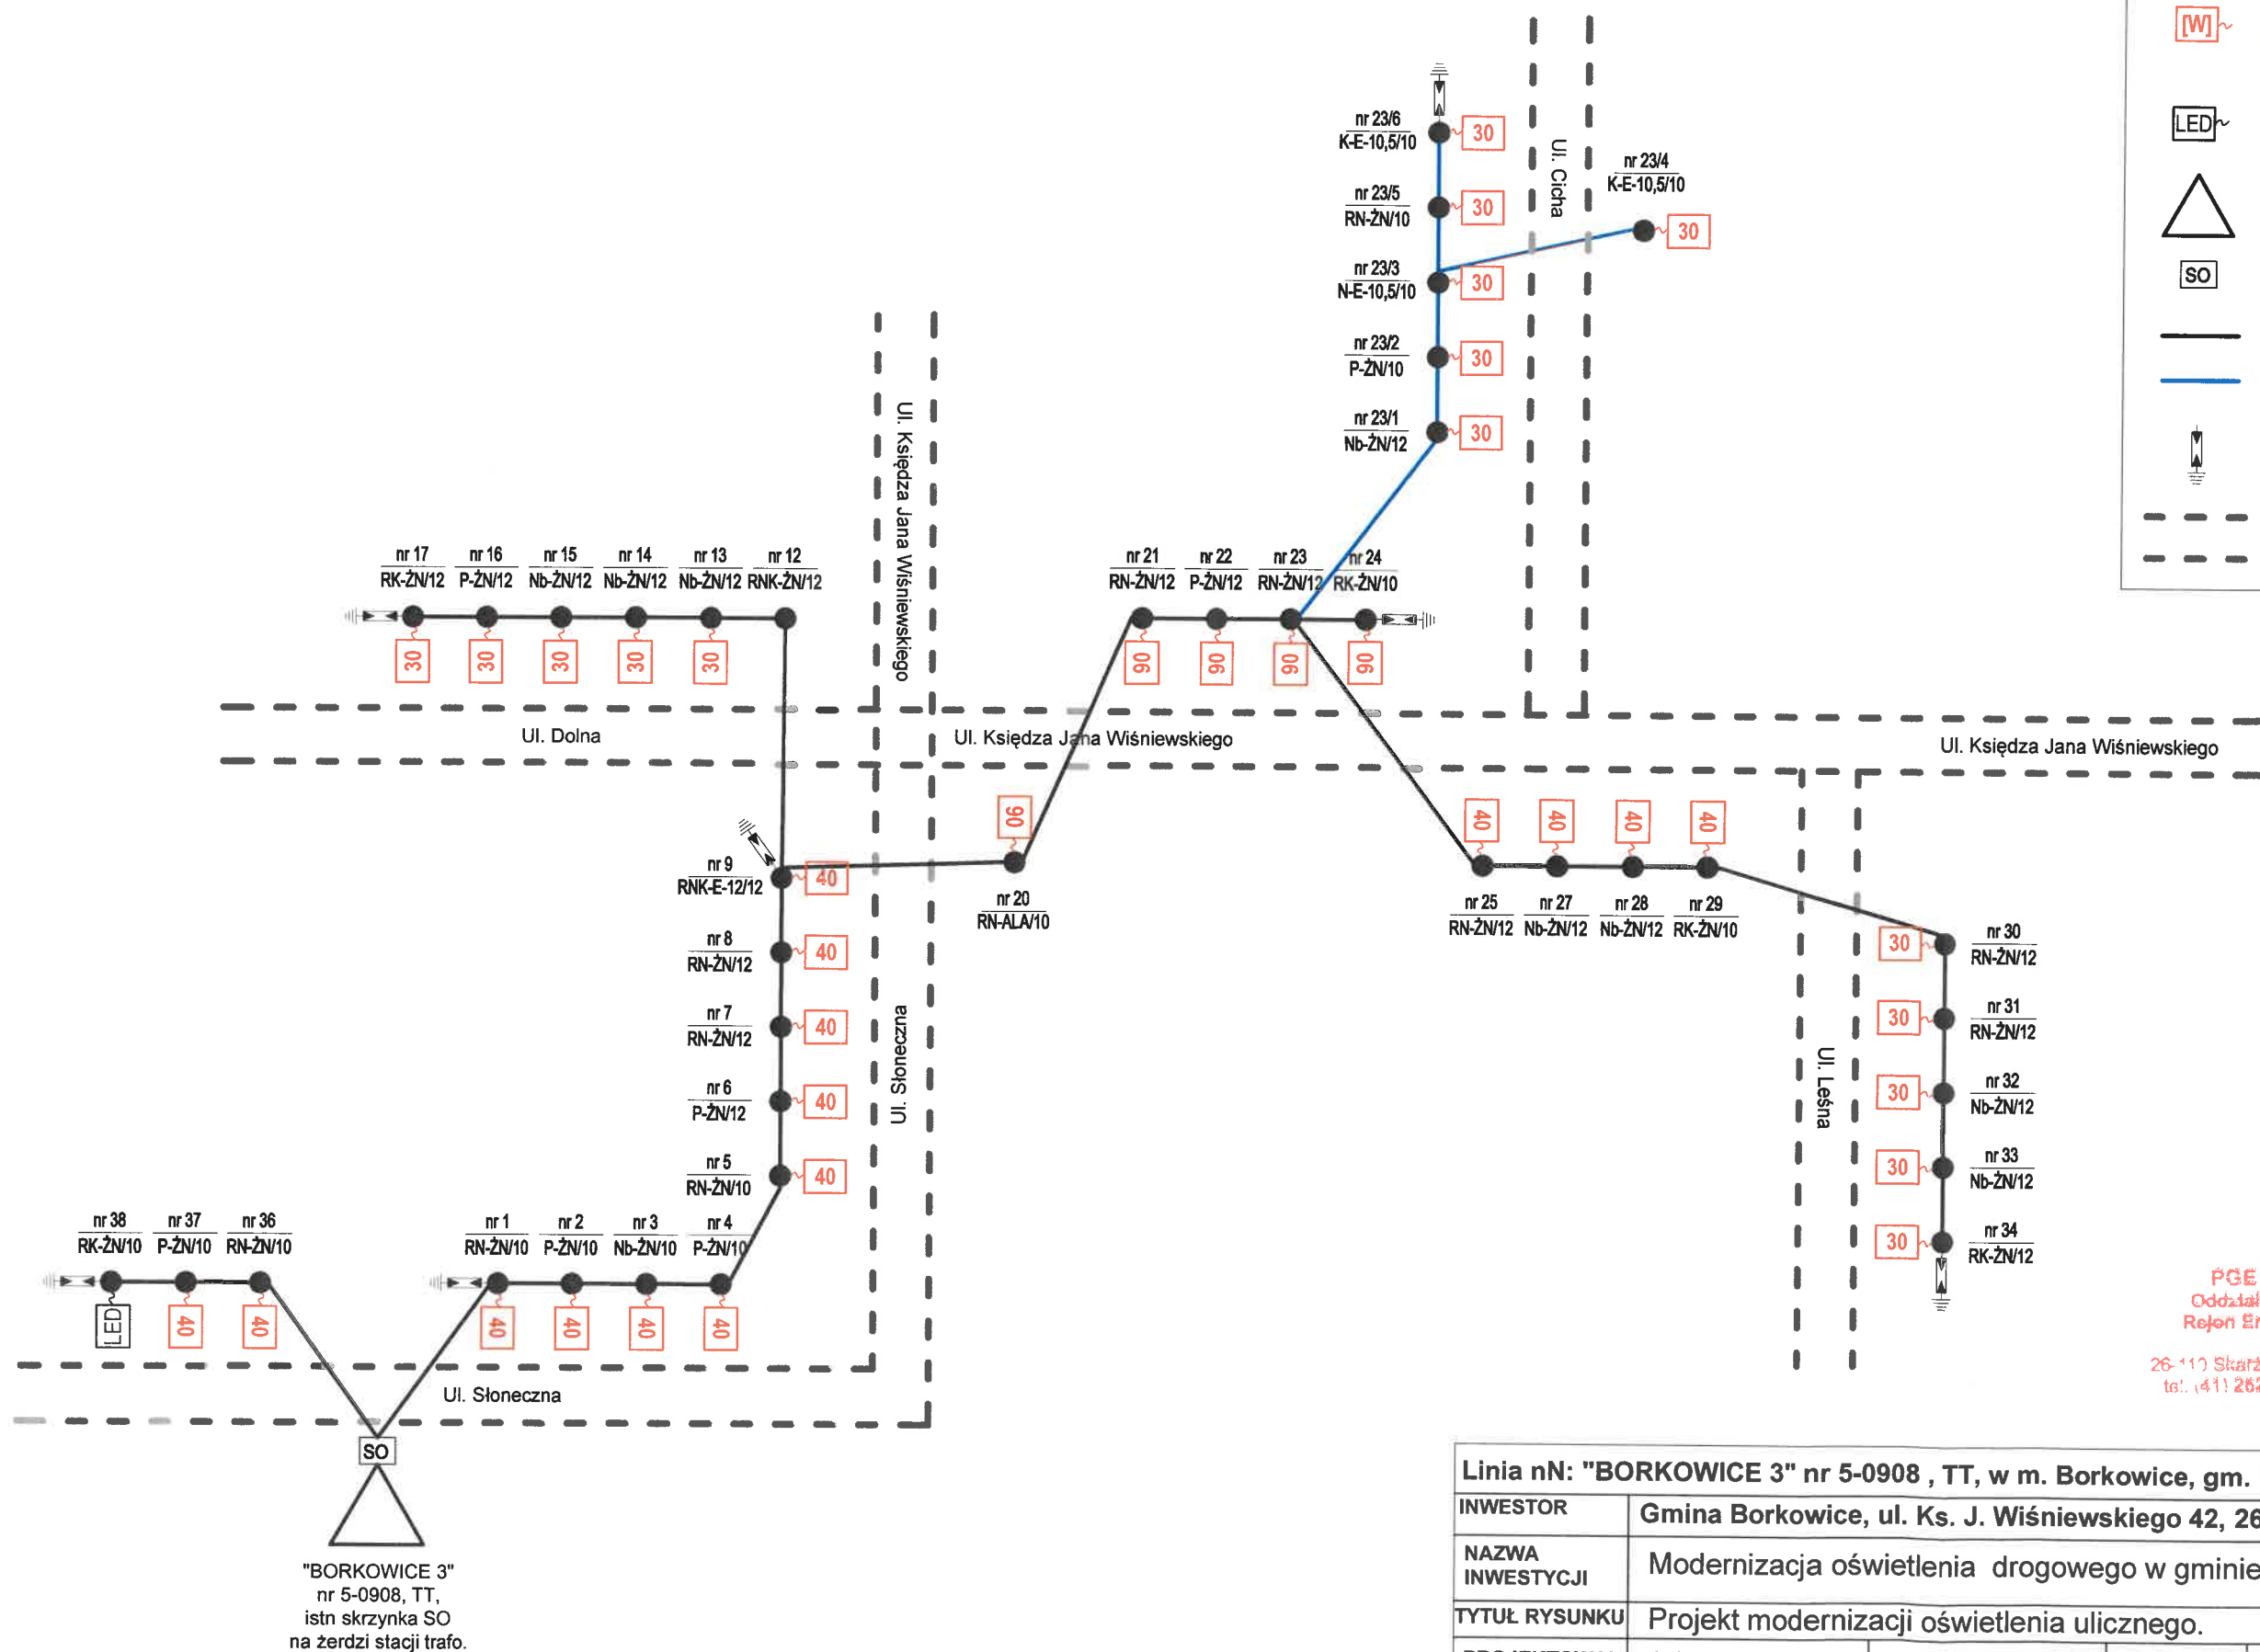 [W]
LED
SO
nr 23/6
K-E-10,5/10
30
nr 23/5
RN-ŻN/10
30
Ul. Cicha
nr 23/4
K-E-10,5/10
30
nr 23/3
N-E-10,5/10
30
nr 23/2
P-ŻN/10
30
nr 23/1
Nb-ŻN/12
30
Ul. Księdza Jana Wiśniewskiego
nr 17
RK-ŻN/12
30
nr 16
P-ŻN/12
30
nr 15
Nb-ŻN/12
30
nr 14
Nb-ŻN/12
30
nr 13
Nb-ŻN/12
30
nr 12
RNK-ŻN/12
nr 21
RN-ŻN/12
90
nr 22
P-ŻN/12
90
nr 23
RN-ŻN/12
90
nr 24
RK-ŻN/10
90
Ul. Dolna
Ul. Księdza Jana Wiśniewskiego
Ul. Księdza Jana Wiśniewskiego
nr 9
RNK-E-12/12
40
90
nr 20
RN-ALA/10
40
nr 25
RN-ŻN/12
40
nr 27
Nb-ŻN/12
40
nr 28
Nb-ŻN/12
40
nr 29
RK-ŻN/10
nr 8
RN-ŻN/12
40
nr 7
RN-ŻN/12
40
nr 6
P-ŻN/12
40
nr 5
RN-ŻN/10
40
Ul. Słoneczna
Ul. Leśna
30
nr 30
RN-ŻN/12
30
nr 31
RN-ŻN/12
30
nr 32
Nb-ŻN/12
30
nr 33
Nb-ŻN/12
30
nr 34
RK-ŻN/12
nr 38
RK-ŻN/10
LED
nr 37
P-ŻN/10
40
nr 36
RN-ŻN/10
40
nr 1
RN-ŻN/10
40
nr 2
P-ŻN/10
40
nr 3
Nb-ŻN/10
40
nr 4
P-ŻN/10
40
Ul. Słoneczna
SO
"BORKOWICE 3"
nr 5-0908, TT,
istn skrzynka SO
na żerdzi stacji trafo.
PGE
Oddział
Rejon
26-110
tel. (41)
Linia nN: "BORKOWICE 3" nr 5-0908 , TT, w m. Borkowice, gm.
INWESTOR
Gmina Borkowice, ul. Ks. J. Wiśniewskiego 42, 26
NAZWA
INWESTYCJI
Modernizacja oświetlenia drogowego w gminie
TYTUŁ RYSUNKU
Projekt modernizacji oświetlenia ulicznego.